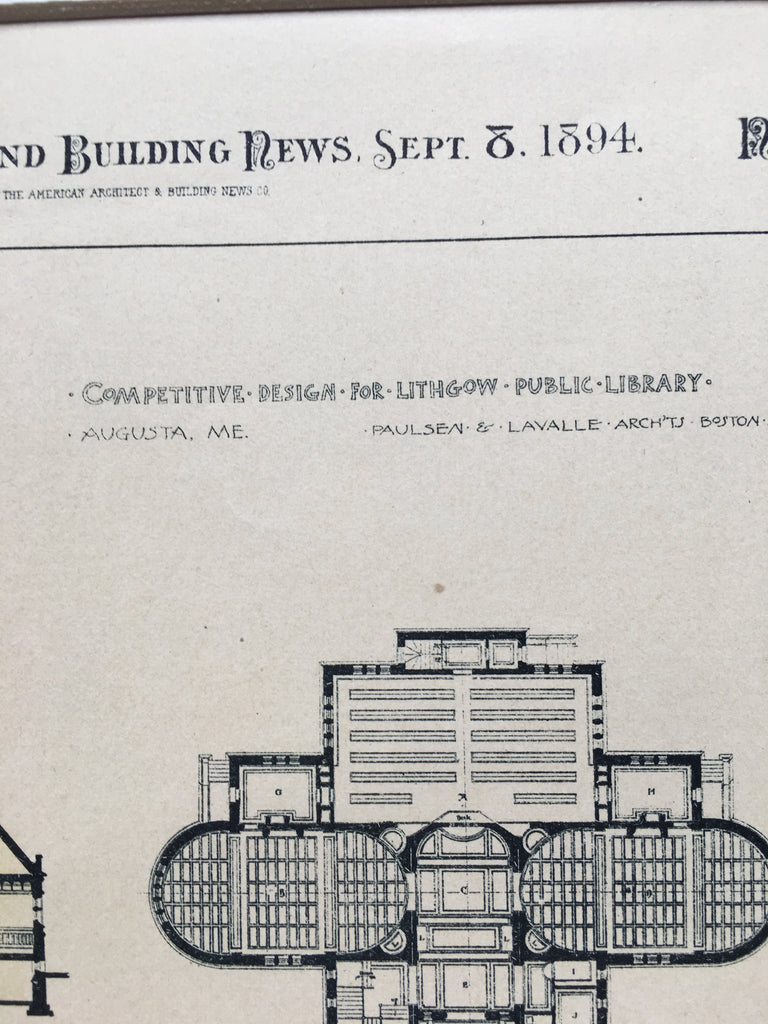 ND BUILDING NEWS, SEPT. 8, 1894.
THE AMERICAN ARCHITECT & BUILDING NEWS CO.
· COMPETITIVE · DESIGN · FOR · LITHGOW · PUBLIC · LIBRARY ·
· AUGUSTA, ME. · PAULSEN · & · LAVALLE · ARCH'TS · BOSTON ·
G
H
A
Desk
B
C
D
L L
E
I
J